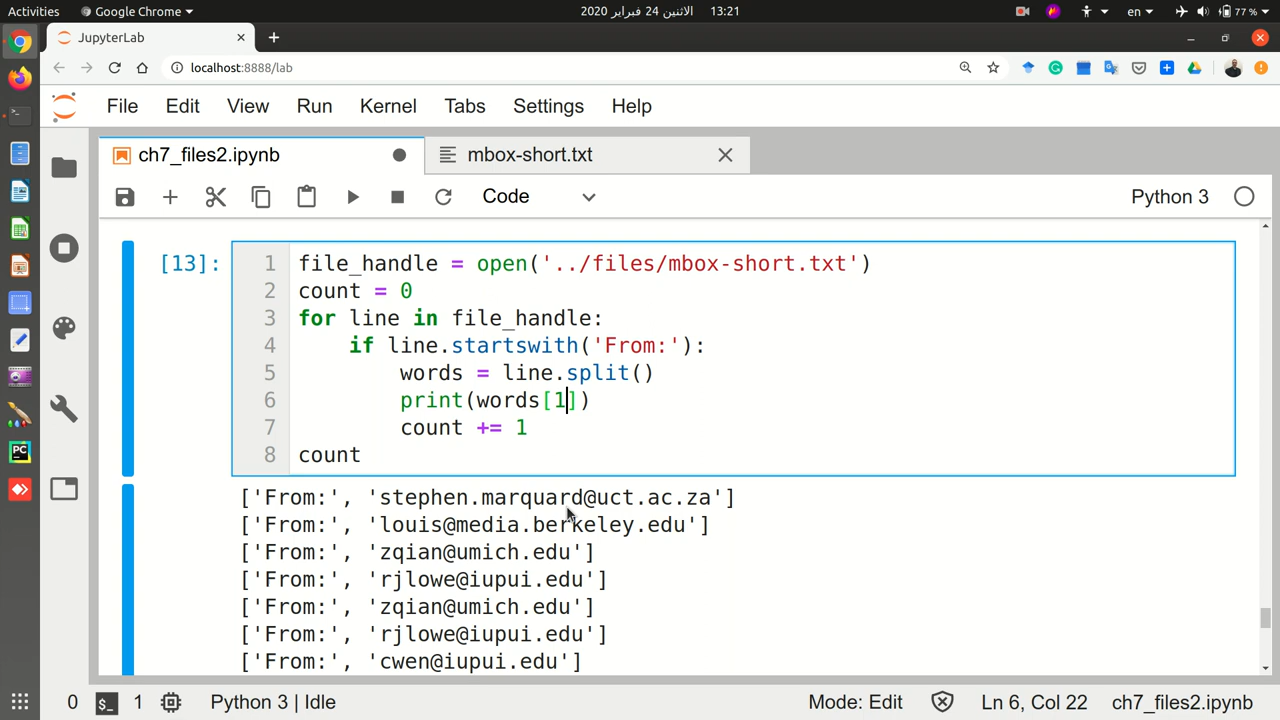 Activities Google Chrome 13:21 2020 الاثنين 24 فبراير en 77 %
JupyterLab
localhost:8888/lab
File Edit View Run Kernel Tabs Settings Help
ch7_files2.ipynb mbox-short.txt
Code Python 3
[13]: 1 file_handle = open('../files/mbox-short.txt')
2 count = 0
3 for line in file_handle:
4 if line.startswith('From:'):
5 words = line.split()
6 print(words[1])
7 count += 1
8 count
['From:', 'stephen.marquard@uct.ac.za']
['From:', 'louis@media.berkeley.edu']
['From:', 'zqian@umich.edu']
['From:', 'rjlowe@iupui.edu']
['From:', 'zqian@umich.edu']
['From:', 'rjlowe@iupui.edu']
['From:', 'cwen@iupui.edu']
0 $_ 1 Python 3 | Idle Mode: Edit Ln 6, Col 22 ch7_files2.ipynb
PC